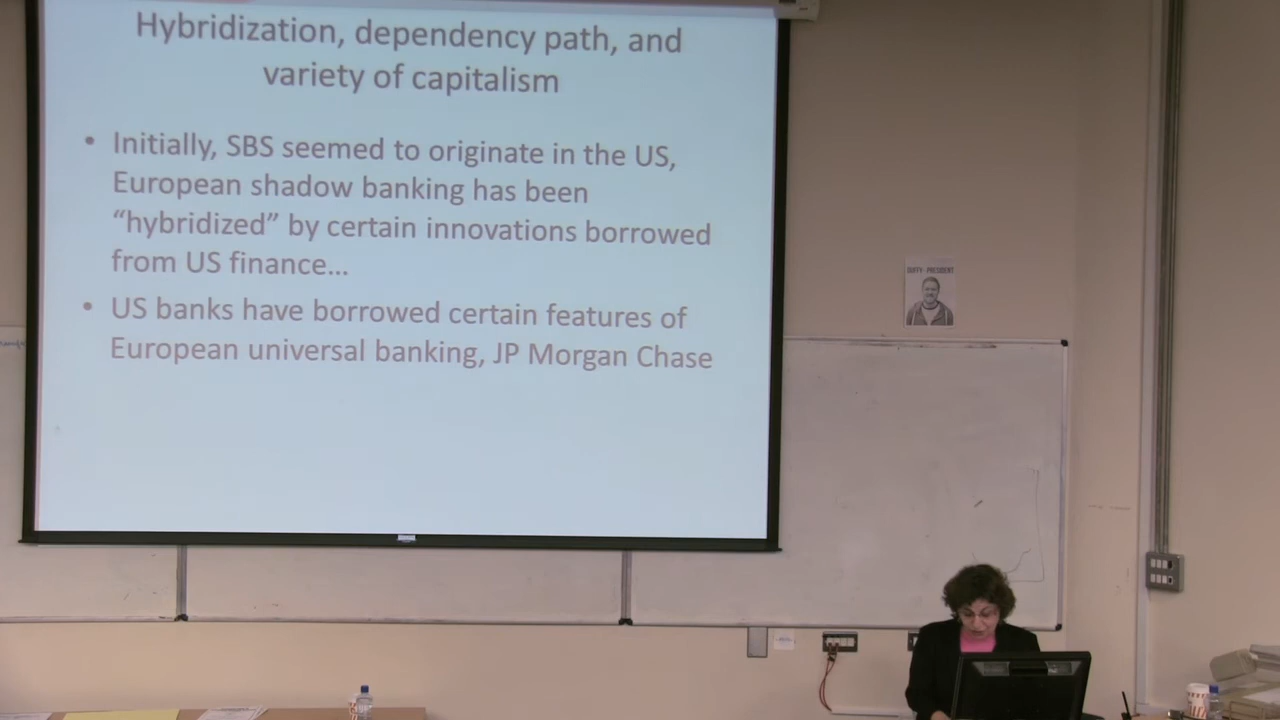 Hybridization, dependency path, and
variety of capitalism
• Initially, SBS seemed to originate in the US,
European shadow banking has been
“hybridized” by certain innovations borrowed
from US finance...
• US banks have borrowed certain features of
European universal banking, JP Morgan Chase
DUFFY - PRESIDENT